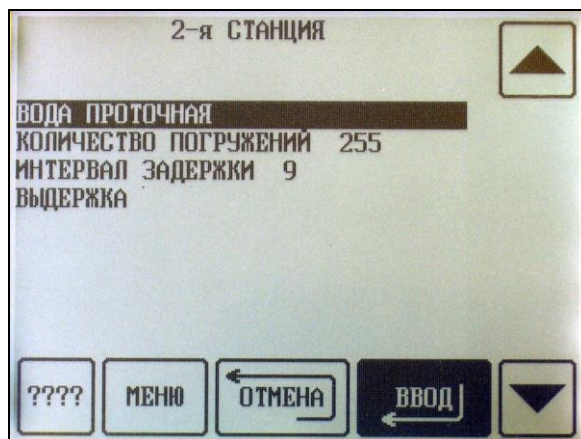 2-я СТАНЦИЯ
ВОДА ПРОТОЧНАЯ
КОЛИЧЕСТВО ПОГРУЖЕНИЙ 255
ИНТЕРВАЛ ЗАДЕРЖКИ 9
ВЫДЕРЖКА
???? МЕНЮ ОТМЕНА ВВОД